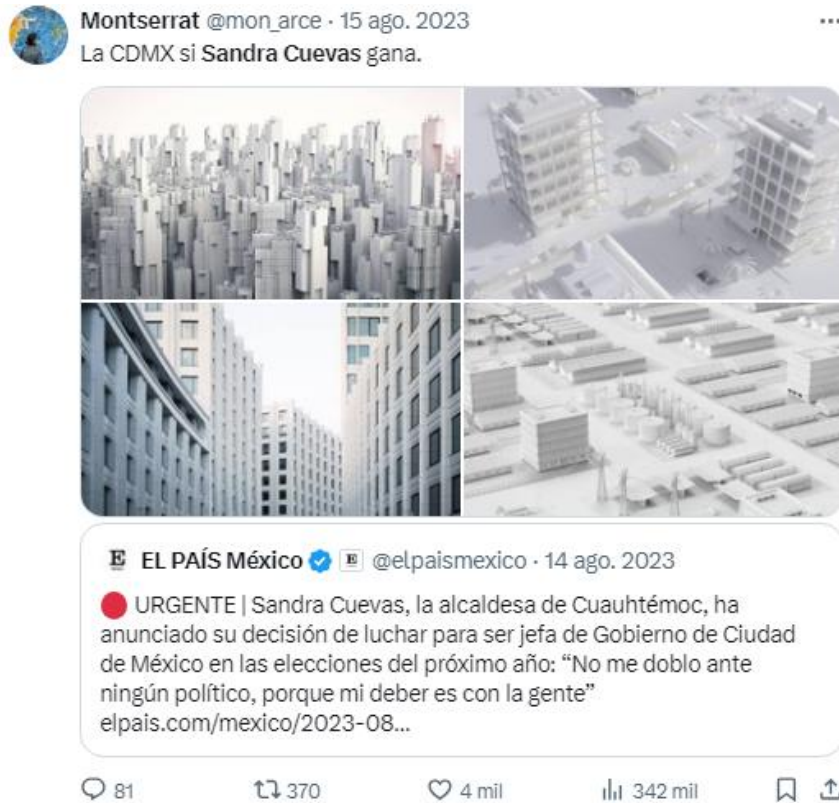 Montserrat @mon_arce · 15 ago. 2023
La CDMX si Sandra Cuevas gana.
EL PAÍS México @elpaismexico · 14 ago. 2023
🔴 URGENTE | Sandra Cuevas, la alcaldesa de Cuauhtémoc, ha
anunciado su decisión de luchar para ser jefa de Gobierno de Ciudad
de México en las elecciones del próximo año: “No me doblo ante
ningún político, porque mi deber es con la gente”
elpais.com/mexico/2023-08...
81 370 4 mil 342 mil